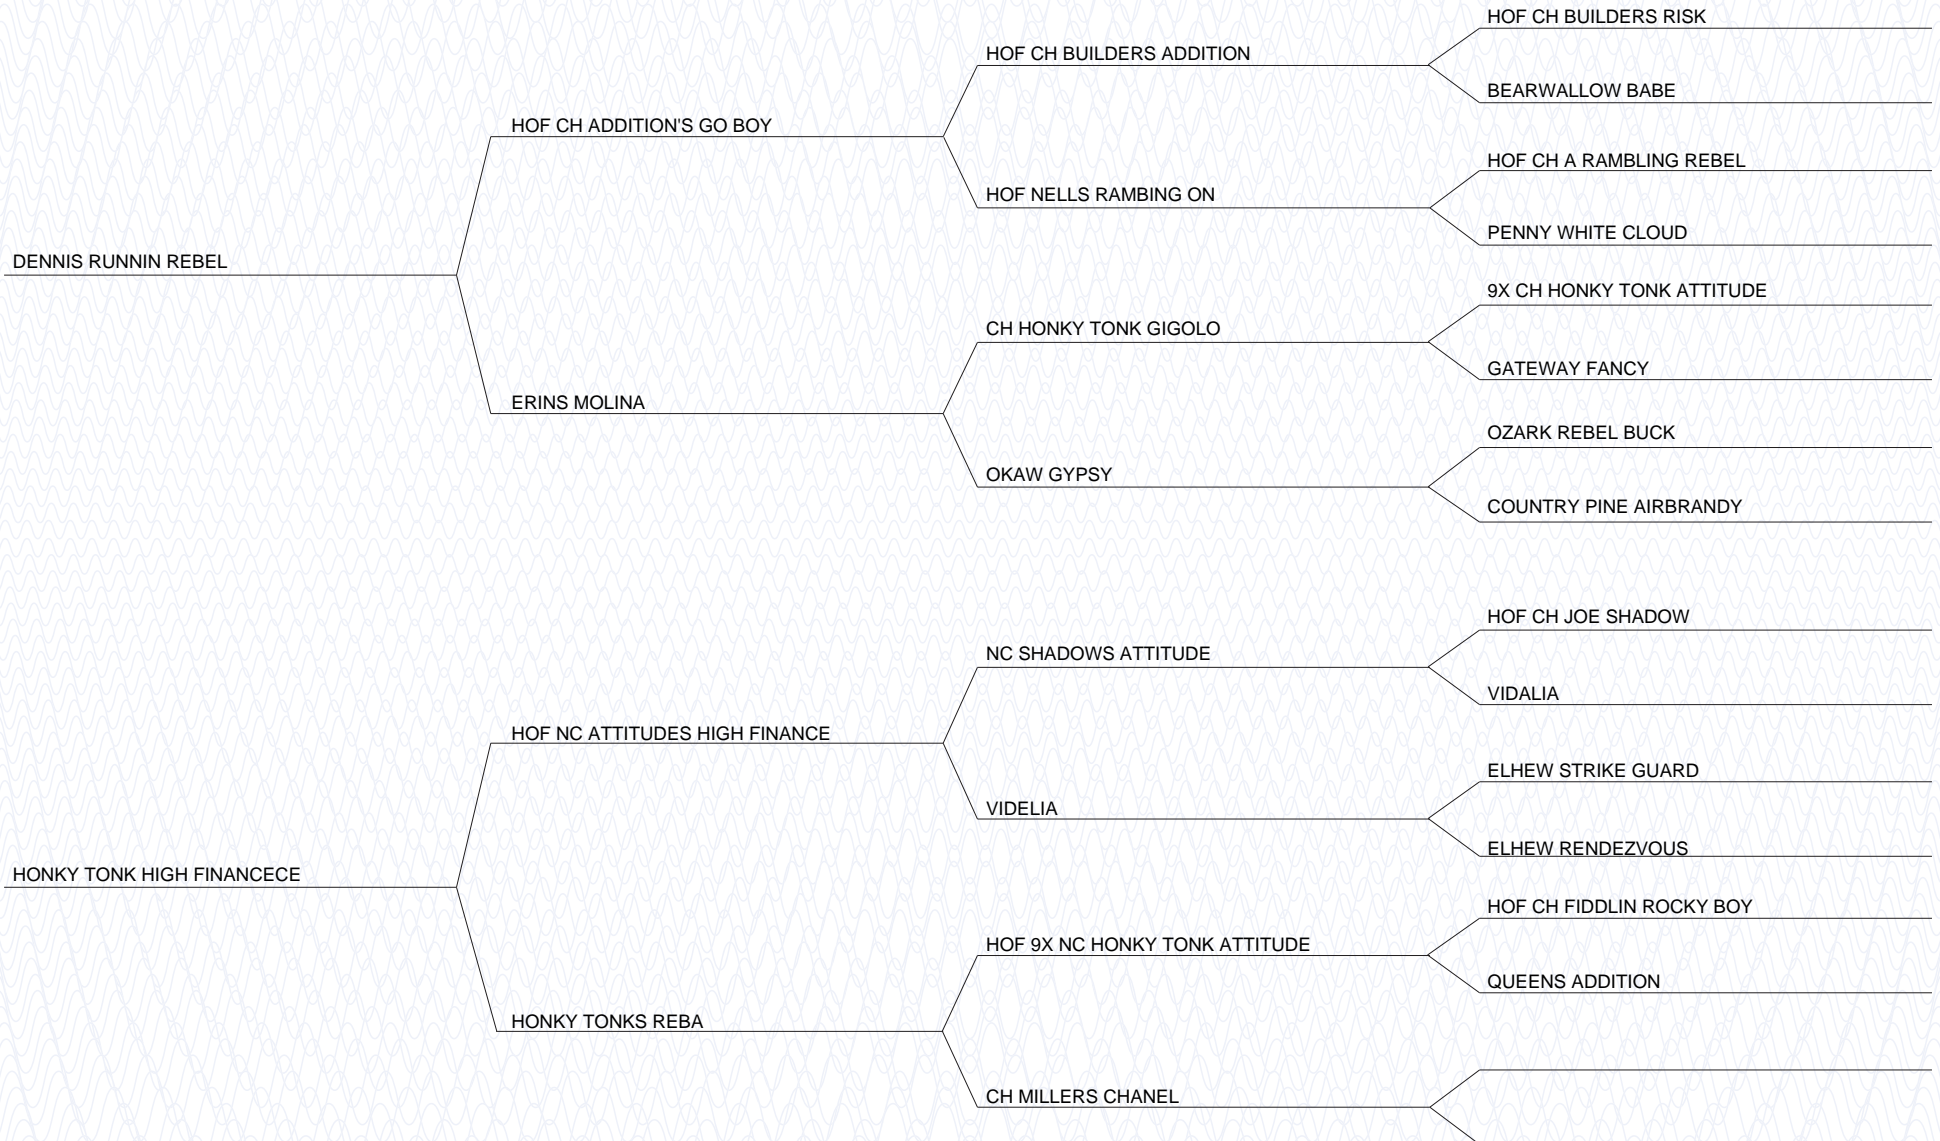 HOF CH BUILDERS RISK
HOF CH BUILDERS ADDITION
BEARWALLOW BABE
HOF CH ADDITION'S GO BOY
HOF CH A RAMBLING REBEL
HOF NELLS RAMBING ON
PENNY WHITE CLOUD
DENNIS RUNNIN REBEL
9X CH HONKY TONK ATTITUDE
CH HONKY TONK GIGOLO
GATEWAY FANCY
ERINS MOLINA
OZARK REBEL BUCK
OKAW GYPSY
COUNTRY PINE AIRBRANDY
HOF CH JOE SHADOW
NC SHADOWS ATTITUDE
VIDALIA
HOF NC ATTITUDES HIGH FINANCE
ELHEW STRIKE GUARD
VIDELIA
ELHEW RENDEZVOUS
HONKY TONK HIGH FINANCECE
HOF CH FIDDLIN ROCKY BOY
HOF 9X NC HONKY TONK ATTITUDE
QUEENS ADDITION
HONKY TONKS REBA
CH MILLERS CHANEL